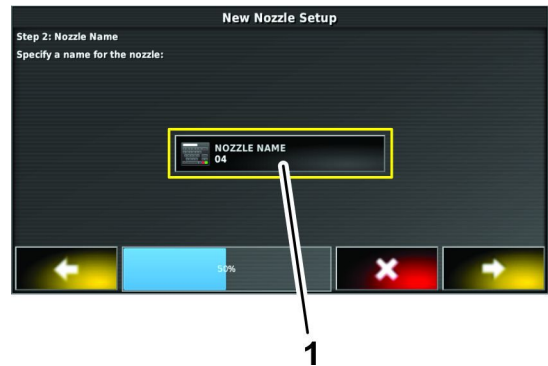 New Nozzle Setup
Step 2: Nozzle Name
Specify a name for the nozzle:
NOZZLE NAME
04
50%
1